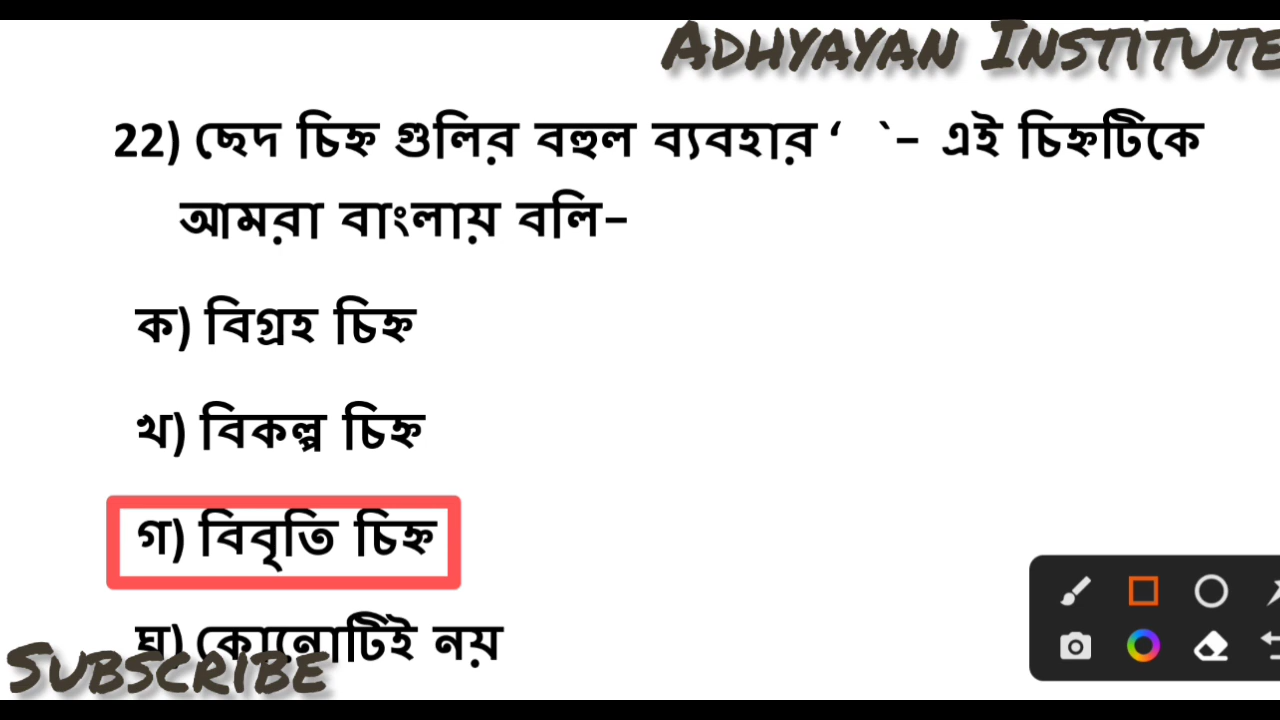 ADHYAYAN INSTITUTE
22) ছেদ চিহ্ন গুলির বহুল ব্যবহার ‘ `– এই চিহ্নটিকে
আমরা বাংলায় বলি–
ক) বিগ্রহ চিহ্ন
খ) বিকল্প চিহ্ন
গ) বিবৃতি চিহ্ন
ঘ) কোনোটিই নয়
SUBSCRIBE